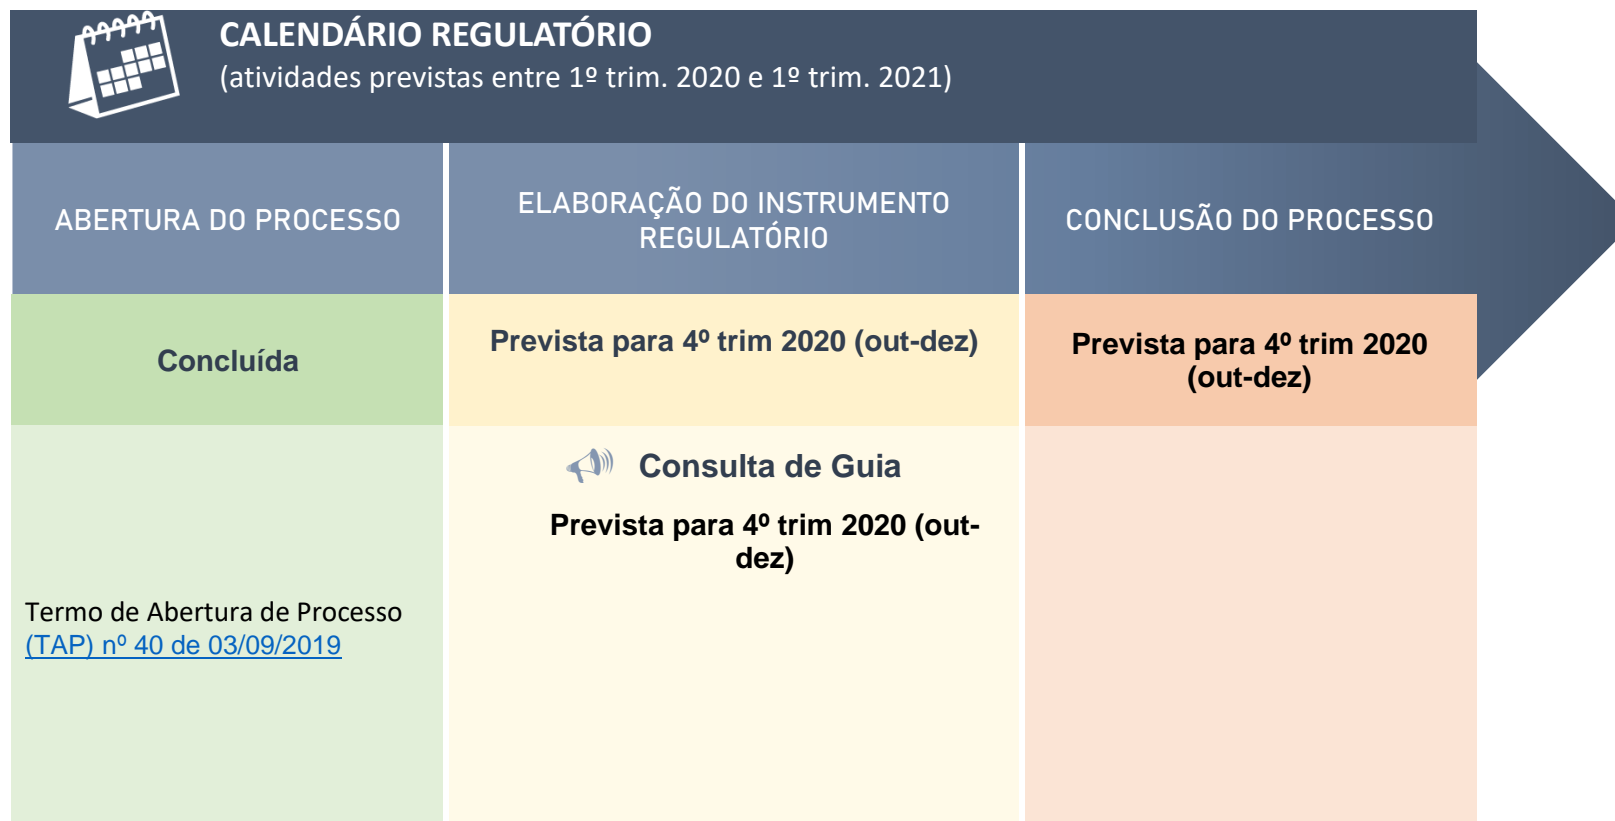 CALENDÁRIO REGULATÓRIO
(atividades previstas entre 1º trim. 2020 e 1º trim. 2021)
ABERTURA DO PROCESSO
ELABORAÇÃO DO INSTRUMENTO
REGULATÓRIO
CONCLUSÃO DO PROCESSO
Concluída
Prevista para 4º trim 2020 (out-dez)
Prevista para 4º trim 2020
(out-dez)
Termo de Abertura de Processo
(TAP) nº 40 de 03/09/2019
Consulta de Guia
Prevista para 4º trim 2020 (out-
dez)